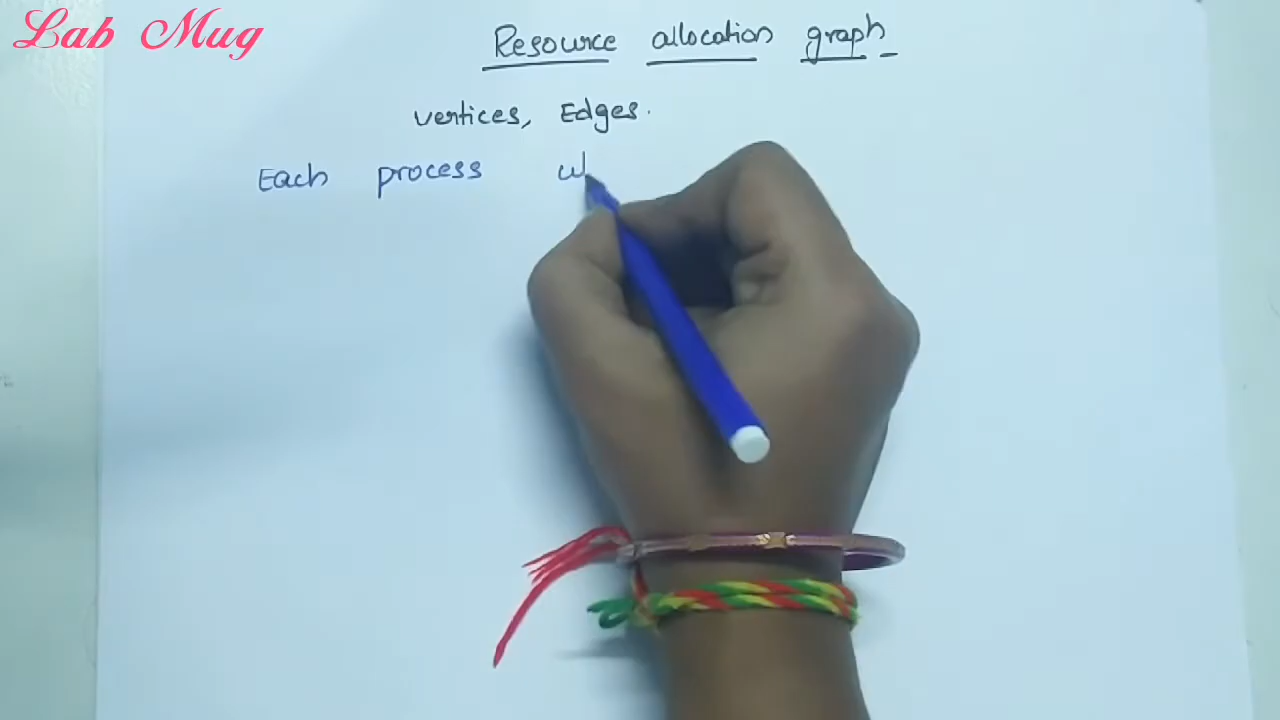 Lab Mug
Resource allocation graph
vertices, Edges.
Each process